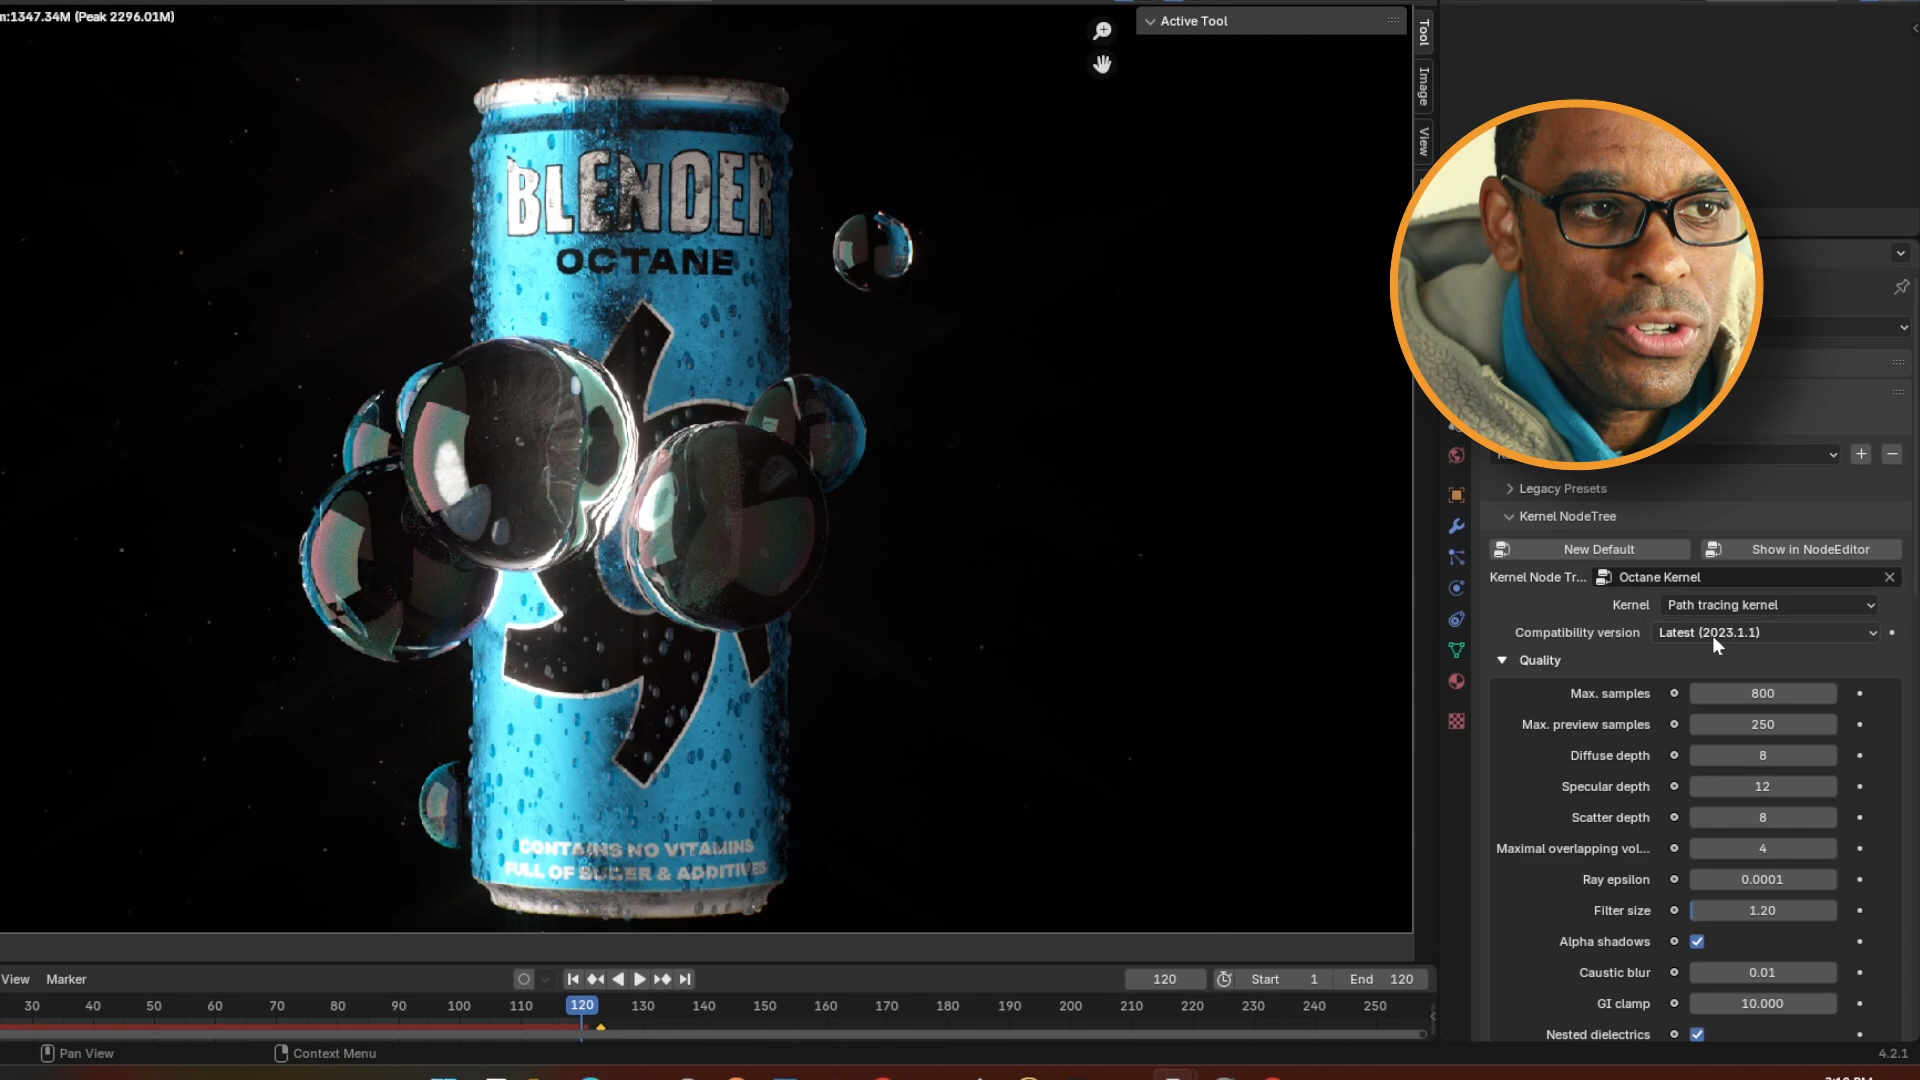 n:1347.34M (Peak 2296.01M)
Active Tool
Tool
Image
View
BLENDER
OCTANE
CONTAINS NO VITAMINS
FULL OF BUTTER & ADDITIVES
Legacy Presets
Kernel NodeTree
New Default
Show in NodeEditor
Kernel Node Tr...
Octane Kernel
Kernel
Path tracing kernel
Compatibility version
Latest (2023.1.1)
Quality
Max. samples
800
Max. preview samples
250
Diffuse depth
8
Specular depth
12
Scatter depth
8
Maximal overlapping vol...
4
Ray epsilon
0.0001
Filter size
1.20
Alpha shadows
Caustic blur
0.01
GI clamp
10.000
Nested dielectrics
View
Marker
120
Start
1
End
120
30 40 50 60 70 80 90 100 110 120 130 140 150 160 170 180 190 200 210 220 230 240 250
Pan View
Context Menu
4.2.1